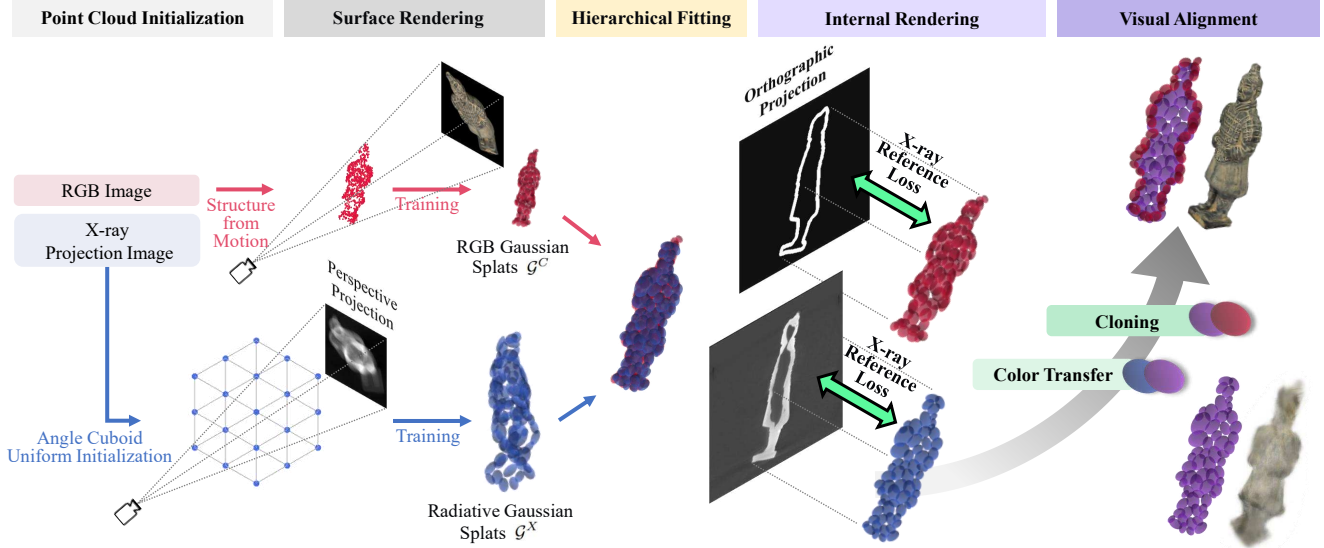 Point Cloud Initialization
Surface Rendering
Hierarchical Fitting
Internal Rendering
Visual Alignment
RGB Image
X-ray
Projection Image
Structure
from
Motion
Training
RGB Gaussian
Splats 𝒢^C
Perspective
Projection
Angle Cuboid
Uniform Initialization
Training
Radiative Gaussian
Splats 𝒢^X
Orthographic
Projection
X-ray
Reference
Loss
X-ray
Reference
Loss
Cloning
Color Transfer